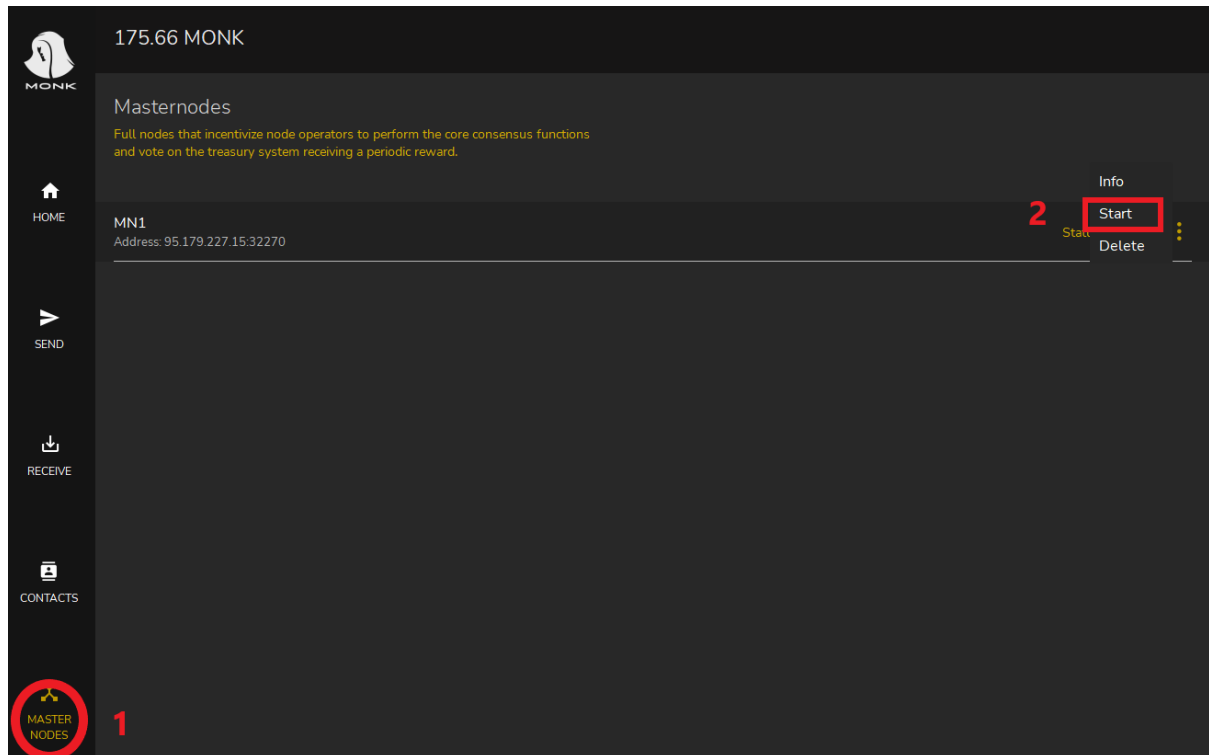 MONK
175.66 MONK
Masternodes
Full nodes that incentivize node operators to perform the core consensus functions
and vote on the treasury system receiving a periodic reward.
HOME
MN1
Address: 95.179.227.15:32270
2
Info
Start
Delete
SEND
RECEIVE
CONTACTS
MASTER
NODES
1